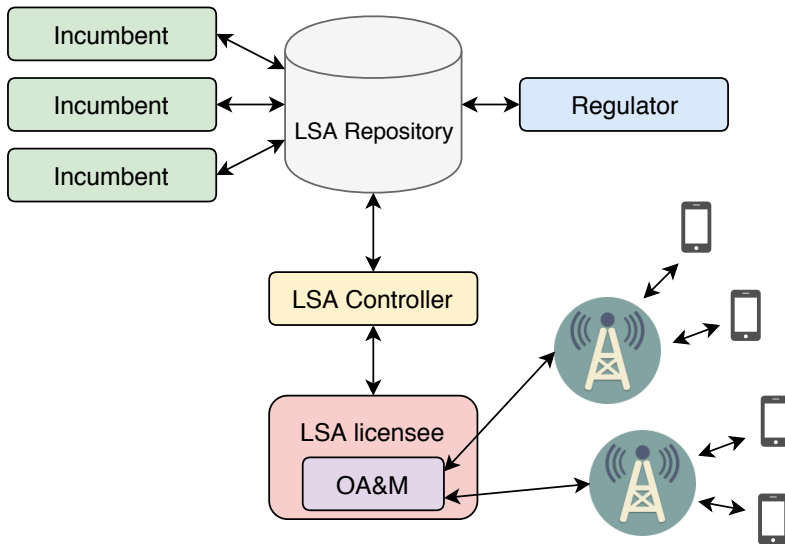 Incumbent
Incumbent
Incumbent
LSA Repository
Regulator
LSA Controller
LSA licensee
OA&M